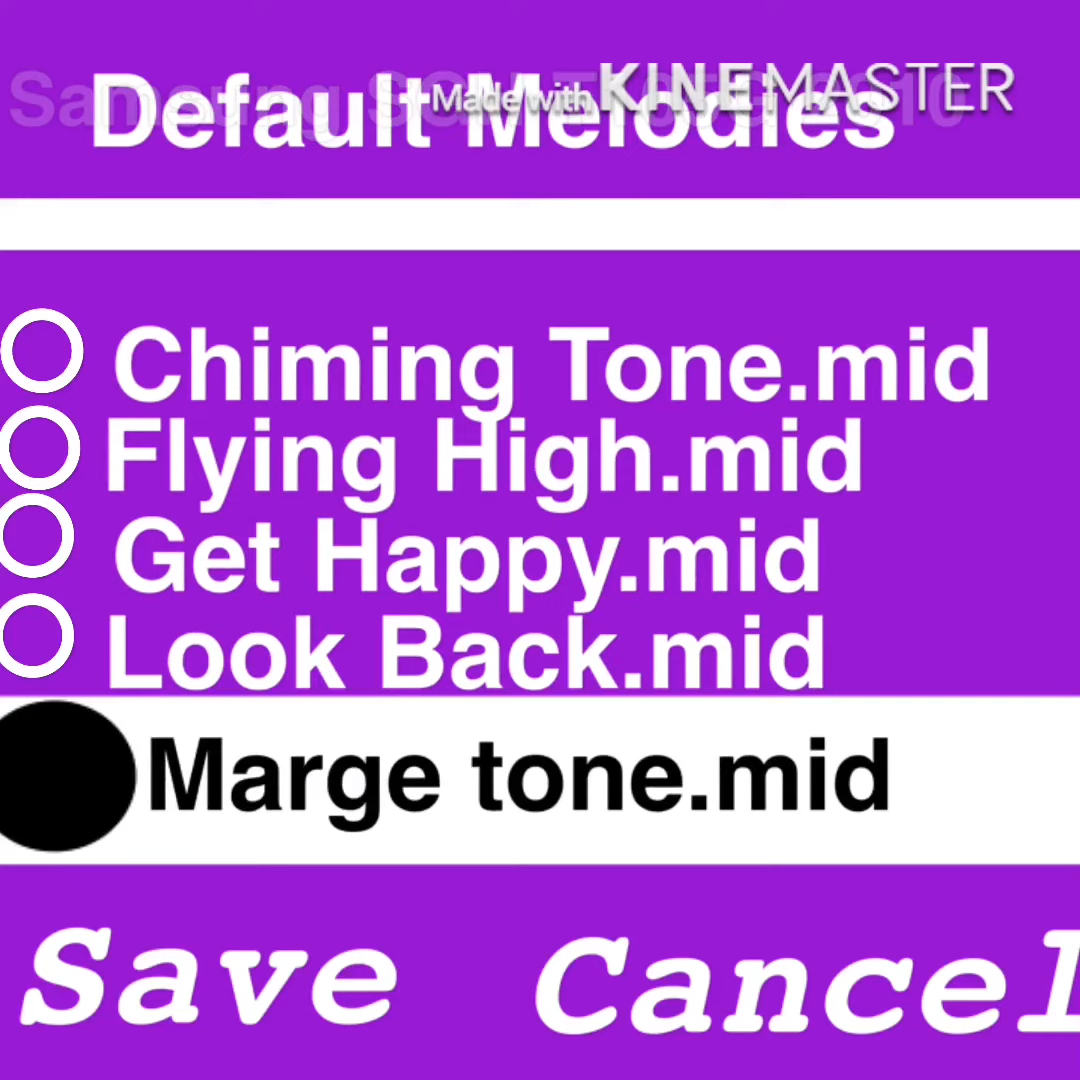 Default Melodies
Made with KINEMASTER
Chiming Tone.mid
Flying High.mid
Get Happy.mid
Look Back.mid
Marge tone.mid
Save Cancel